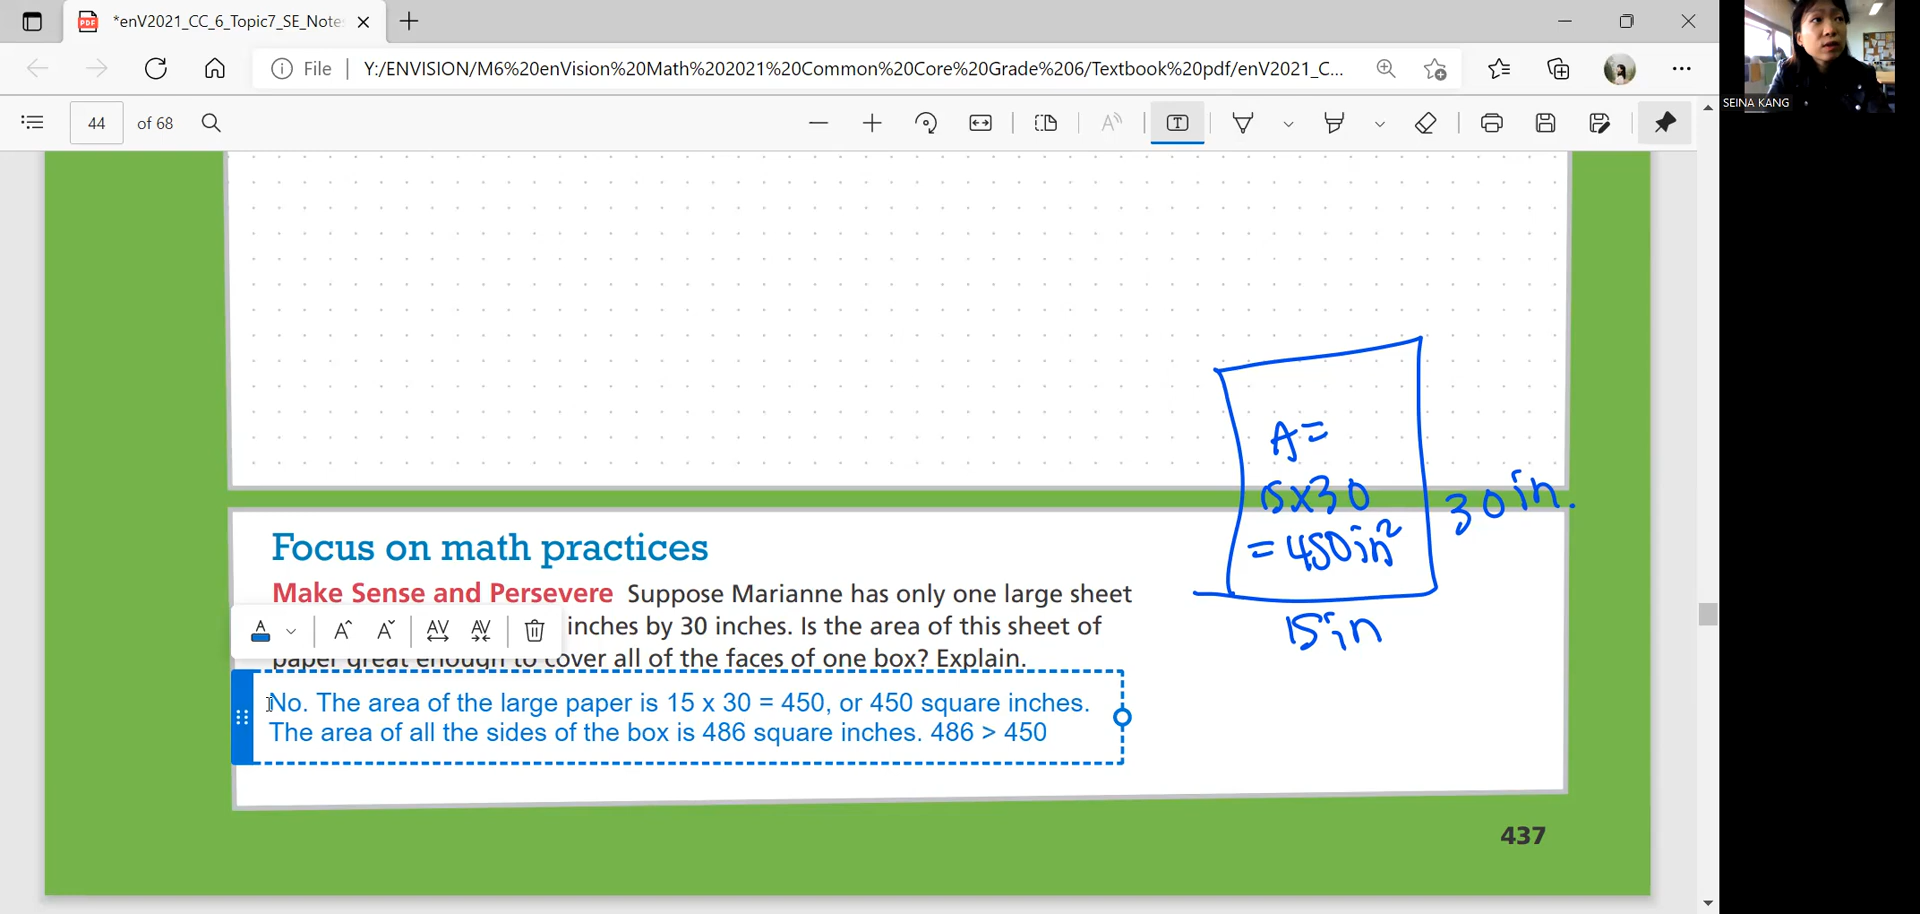 *enV2021_CC_6_Topic7_SE_Note
File
Y:/ENVISION/M6%20enVision%20Math%202021%20Common%20Core%20Grade%206/Textbook%20pdf/enV2021_C...
44
of 68
SEINA KANG
A=
15x30
=450in²
30in.
15in
Focus on math practices
Make Sense and Persevere Suppose Marianne has only one large sheet
inches by 30 inches. Is the area of this sheet of
paper great enough to cover all of the faces of one box? Explain.
No. The area of the large paper is 15 x 30 = 450, or 450 square inches.
The area of all the sides of the box is 486 square inches. 486 > 450
437